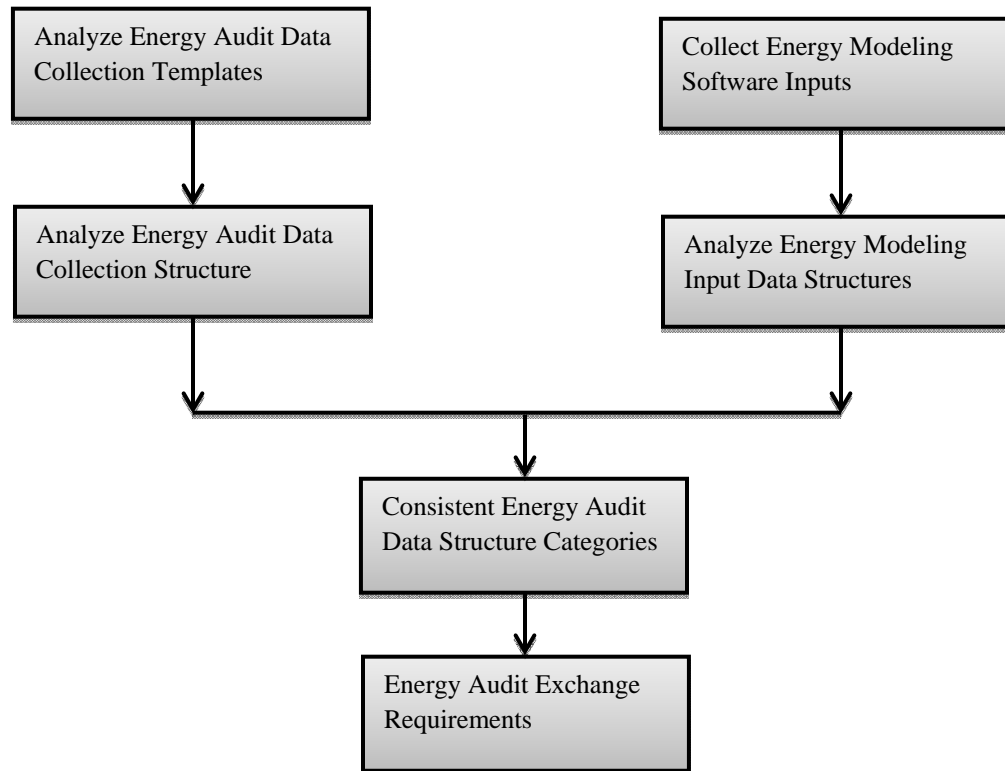 Analyze Energy Audit Data
Collection Templates
Collect Energy Modeling
Software Inputs
Analyze Energy Audit Data
Collection Structure
Analyze Energy Modeling
Input Data Structures
Consistent Energy Audit
Data Structure Categories
Energy Audit Exchange
Requirements